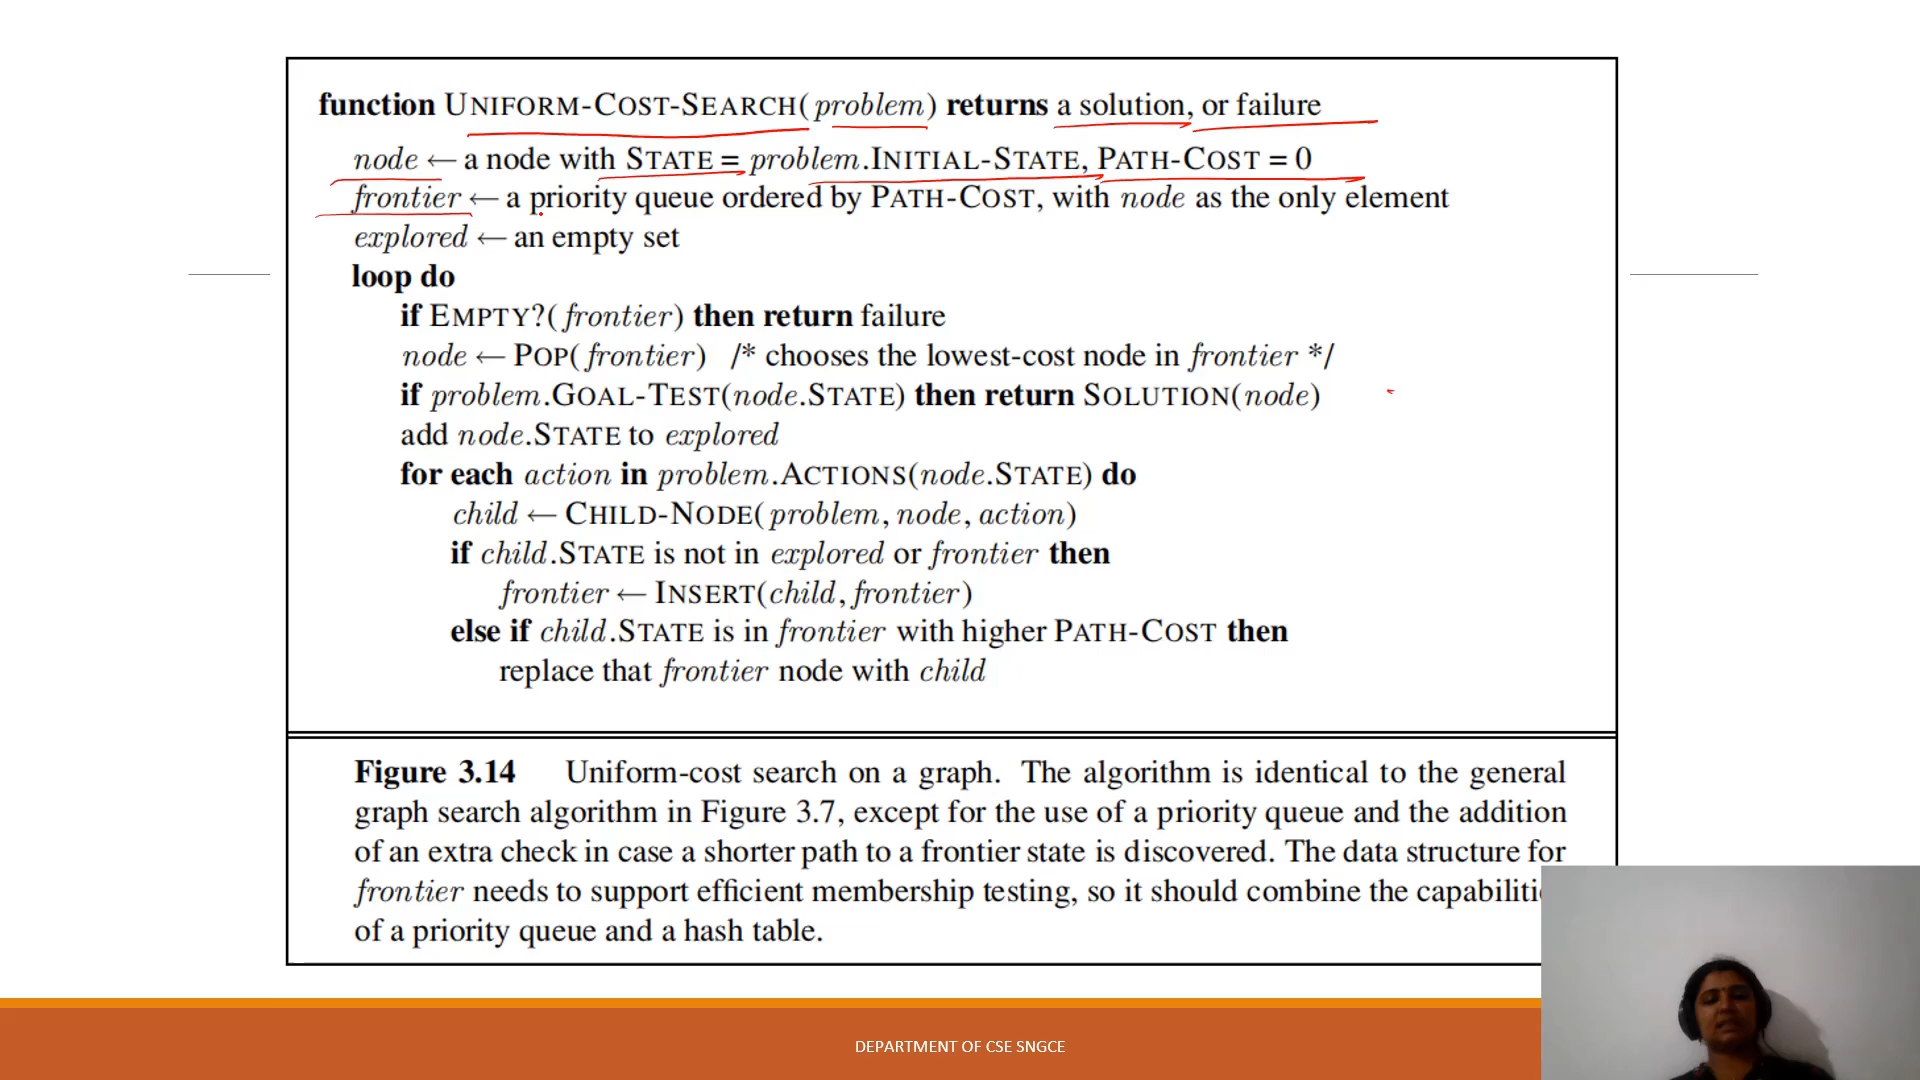 function UNIFORM-COST-SEARCH(problem) returns a solution, or failure
node ← a node with STATE = problem.INITIAL-STATE, PATH-COST = 0
frontier ← a priority queue ordered by PATH-COST, with node as the only element
explored ← an empty set
loop do
if EMPTY?(frontier) then return failure
node ← POP(frontier) /* chooses the lowest-cost node in frontier */
if problem.GOAL-TEST(node.STATE) then return SOLUTION(node)
add node.STATE to explored
for each action in problem.ACTIONS(node.STATE) do
child ← CHILD-NODE(problem, node, action)
if child.STATE is not in explored or frontier then
frontier ← INSERT(child, frontier)
else if child.STATE is in frontier with higher PATH-COST then
replace that frontier node with child
Figure 3.14 Uniform-cost search on a graph. The algorithm is identical to the general
graph search algorithm in Figure 3.7, except for the use of a priority queue and the addition
of an extra check in case a shorter path to a frontier state is discovered. The data structure for
frontier needs to support efficient membership testing, so it should combine the capabiliti
of a priority queue and a hash table.
DEPARTMENT OF CSE SNGCE